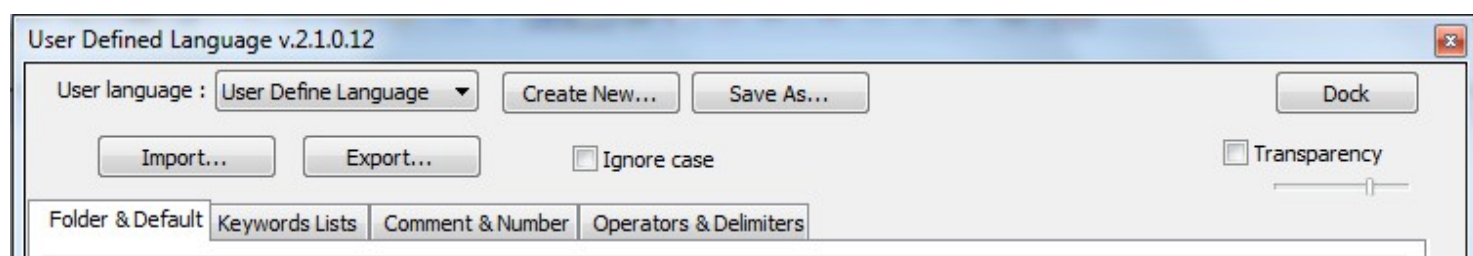 User Defined Language v.2.1.0.12
User language : User Define Language Create New... Save As... Dock
Import... Export... Ignore case Transparency
Folder & Default Keywords Lists Comment & Number Operators & Delimiters